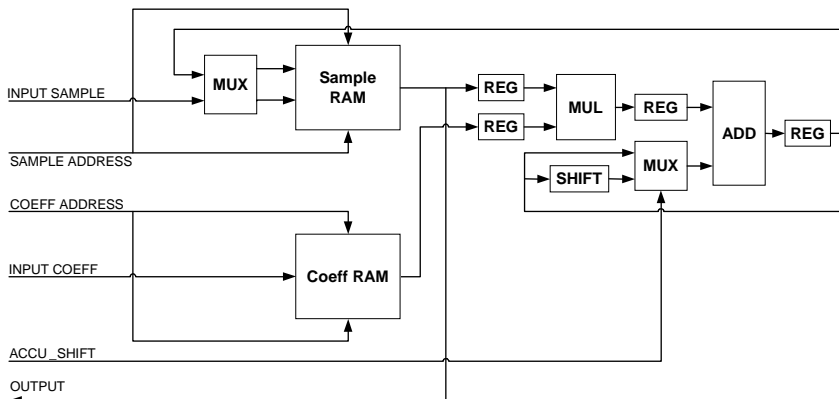 INPUT SAMPLE
MUX
Sample
RAM
REG
REG
MUL
REG
ADD
REG
SAMPLE ADDRESS
SHIFT
MUX
COEFF ADDRESS
INPUT COEFF
Coeff RAM
ACCU_SHIFT
OUTPUT